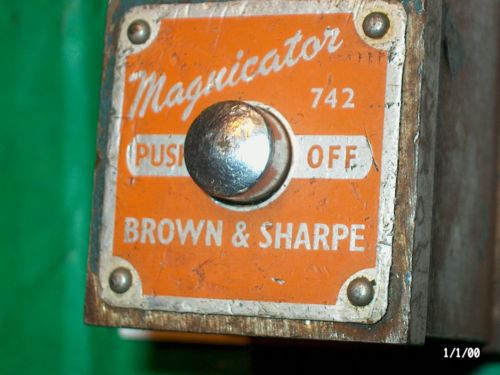 Magnicator
742
PUSH OFF
BROWN & SHARPE
1/1/00